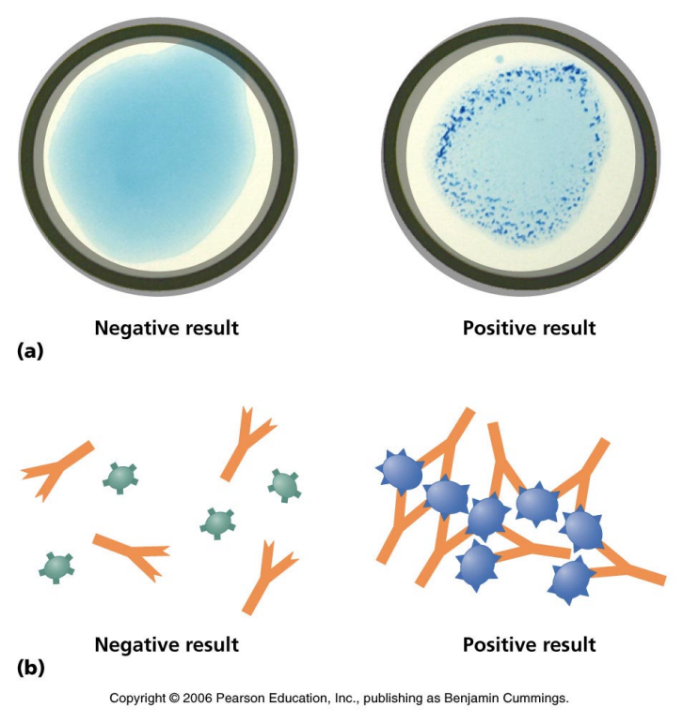 Negative result
Positive result
(a)
Negative result
Positive result
(b)
Copyright © 2006 Pearson Education, Inc., publishing as Benjamin Cummings.